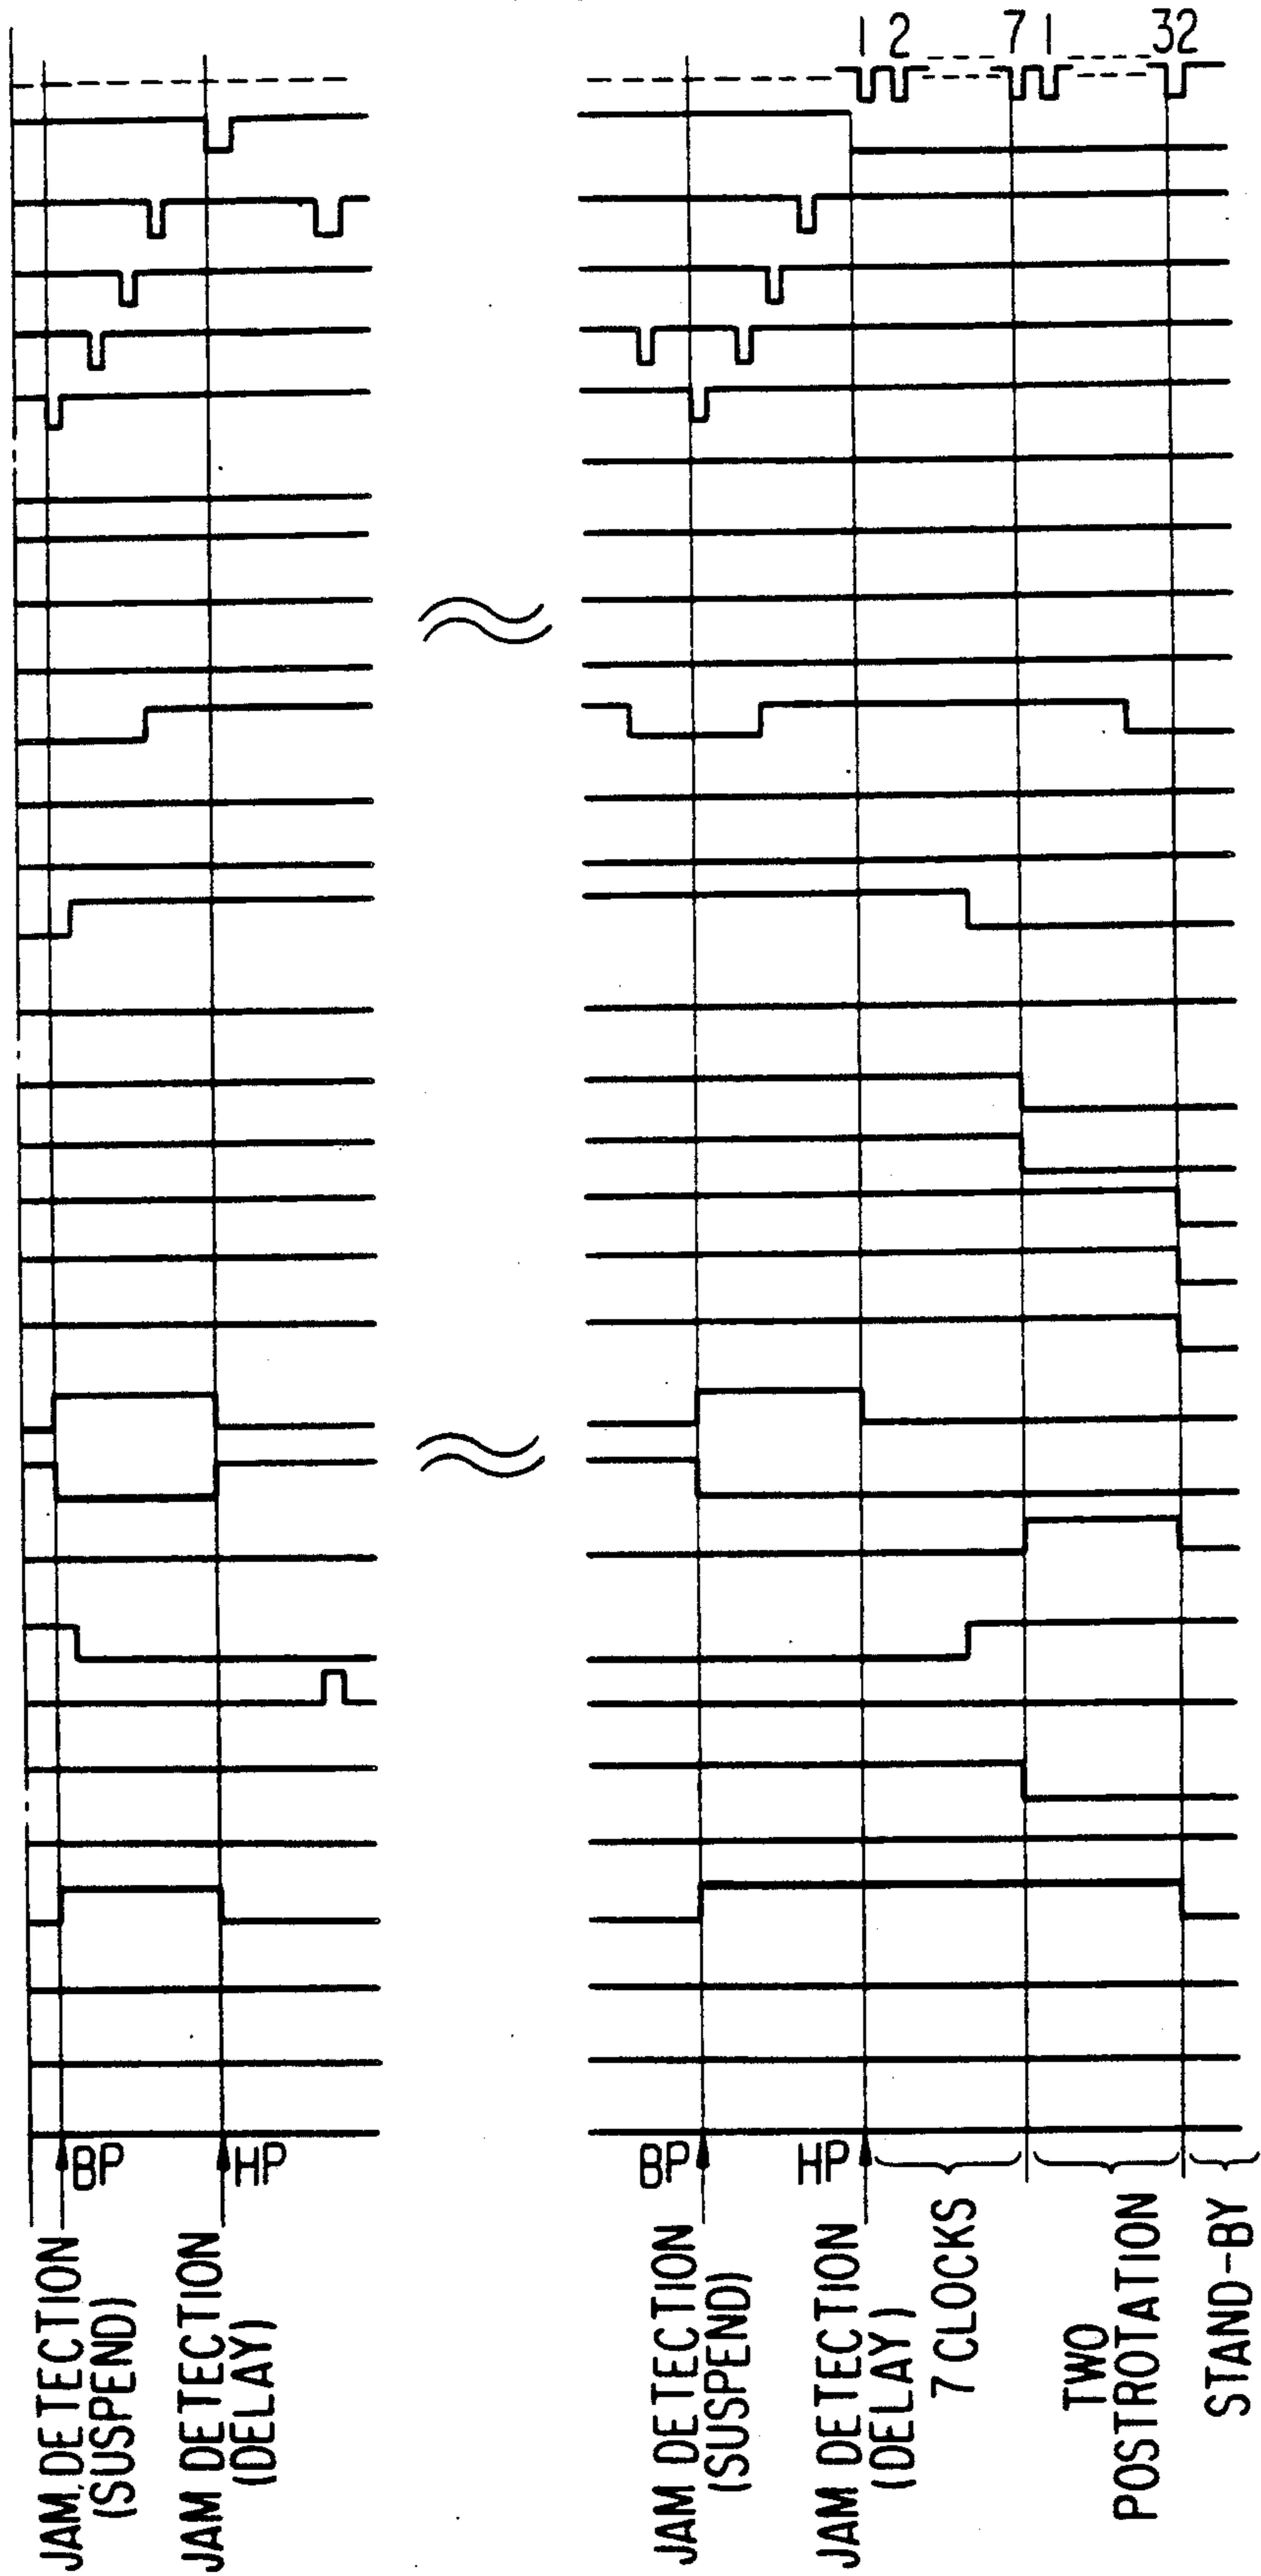 1 2 7 1 32
BP
HP
BP
HP
JAM DETECTION
(SUSPEND)
JAM DETECTION
(DELAY)
JAM DETECTION
(SUSPEND)
JAM DETECTION
(DELAY)
7 CLOCKS
TWO
POSTROTATION
STAND-BY